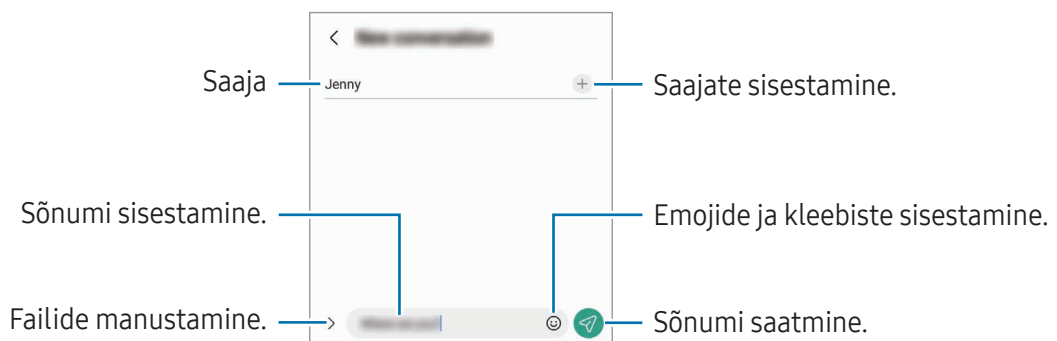 Saaja
Jenny
Saajate sisestamine.
Sõnumi sisestamine.
Emojide ja kleebiste sisestamine.
Failide manustamine.
Sõnumi saatmine.